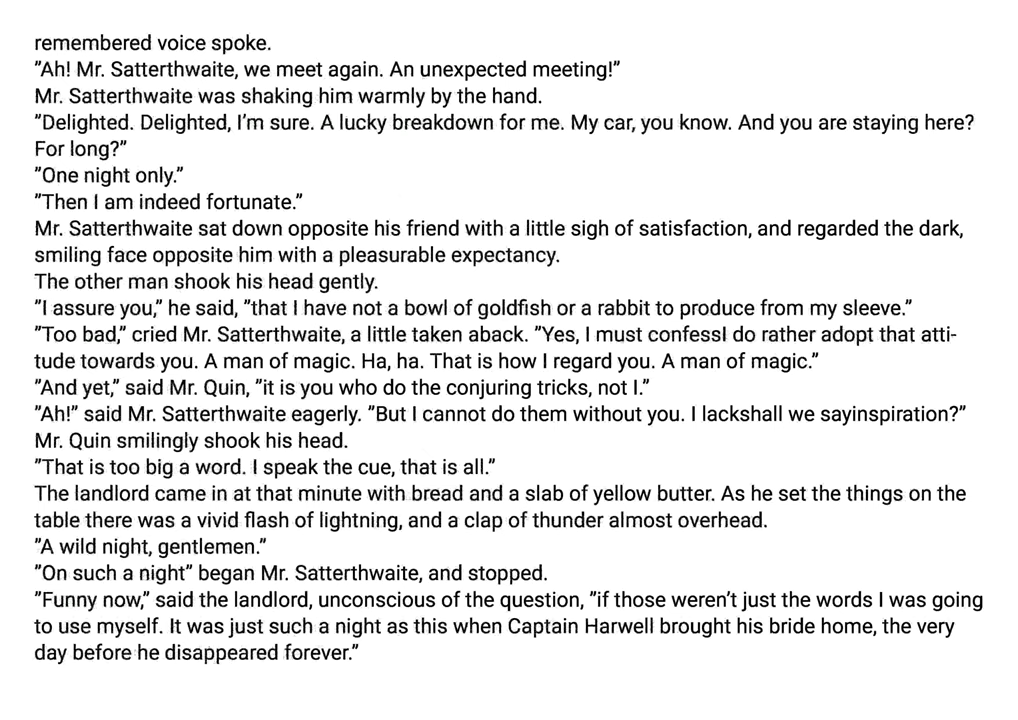 remembered voice spoke.
”Ah! Mr. Satterthwaite, we meet again. An unexpected meeting!”
Mr. Satterthwaite was shaking him warmly by the hand.
”Delighted. Delighted, I’m sure. A lucky breakdown for me. My car, you know. And you are staying here?
For long?”
”One night only.”
”Then I am indeed fortunate.”
Mr. Satterthwaite sat down opposite his friend with a little sigh of satisfaction, and regarded the dark,
smiling face opposite him with a pleasurable expectancy.
The other man shook his head gently.
”I assure you,” he said, ”that I have not a bowl of goldfish or a rabbit to produce from my sleeve.”
”Too bad,” cried Mr. Satterthwaite, a little taken aback. ”Yes, I must confessI do rather adopt that atti-
tude towards you. A man of magic. Ha, ha. That is how I regard you. A man of magic.”
”And yet,” said Mr. Quin, ”it is you who do the conjuring tricks, not I.”
”Ah!” said Mr. Satterthwaite eagerly. ”But I cannot do them without you. I lackshall we sayinspiration?”
Mr. Quin smilingly shook his head.
”That is too big a word. I speak the cue, that is all.”
The landlord came in at that minute with bread and a slab of yellow butter. As he set the things on the
table there was a vivid flash of lightning, and a clap of thunder almost overhead.
”A wild night, gentlemen.”
”On such a night” began Mr. Satterthwaite, and stopped.
”Funny now,” said the landlord, unconscious of the question, ”if those weren’t just the words I was going
to use myself. It was just such a night as this when Captain Harwell brought his bride home, the very
day before he disappeared forever.”